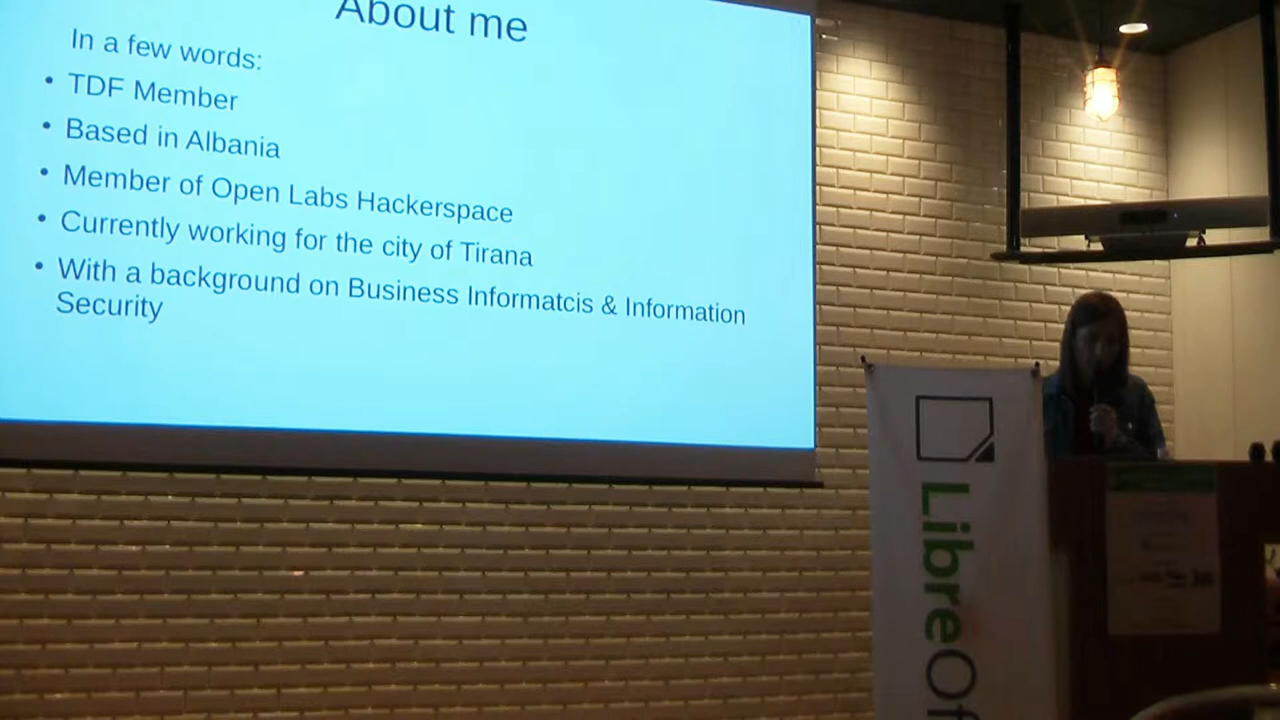 About me
In a few words:
• TDF Member
• Based in Albania
• Member of Open Labs Hackerspace
• Currently working for the city of Tirana
• With a background on Business Informatcis & Information
Security
LibreOf